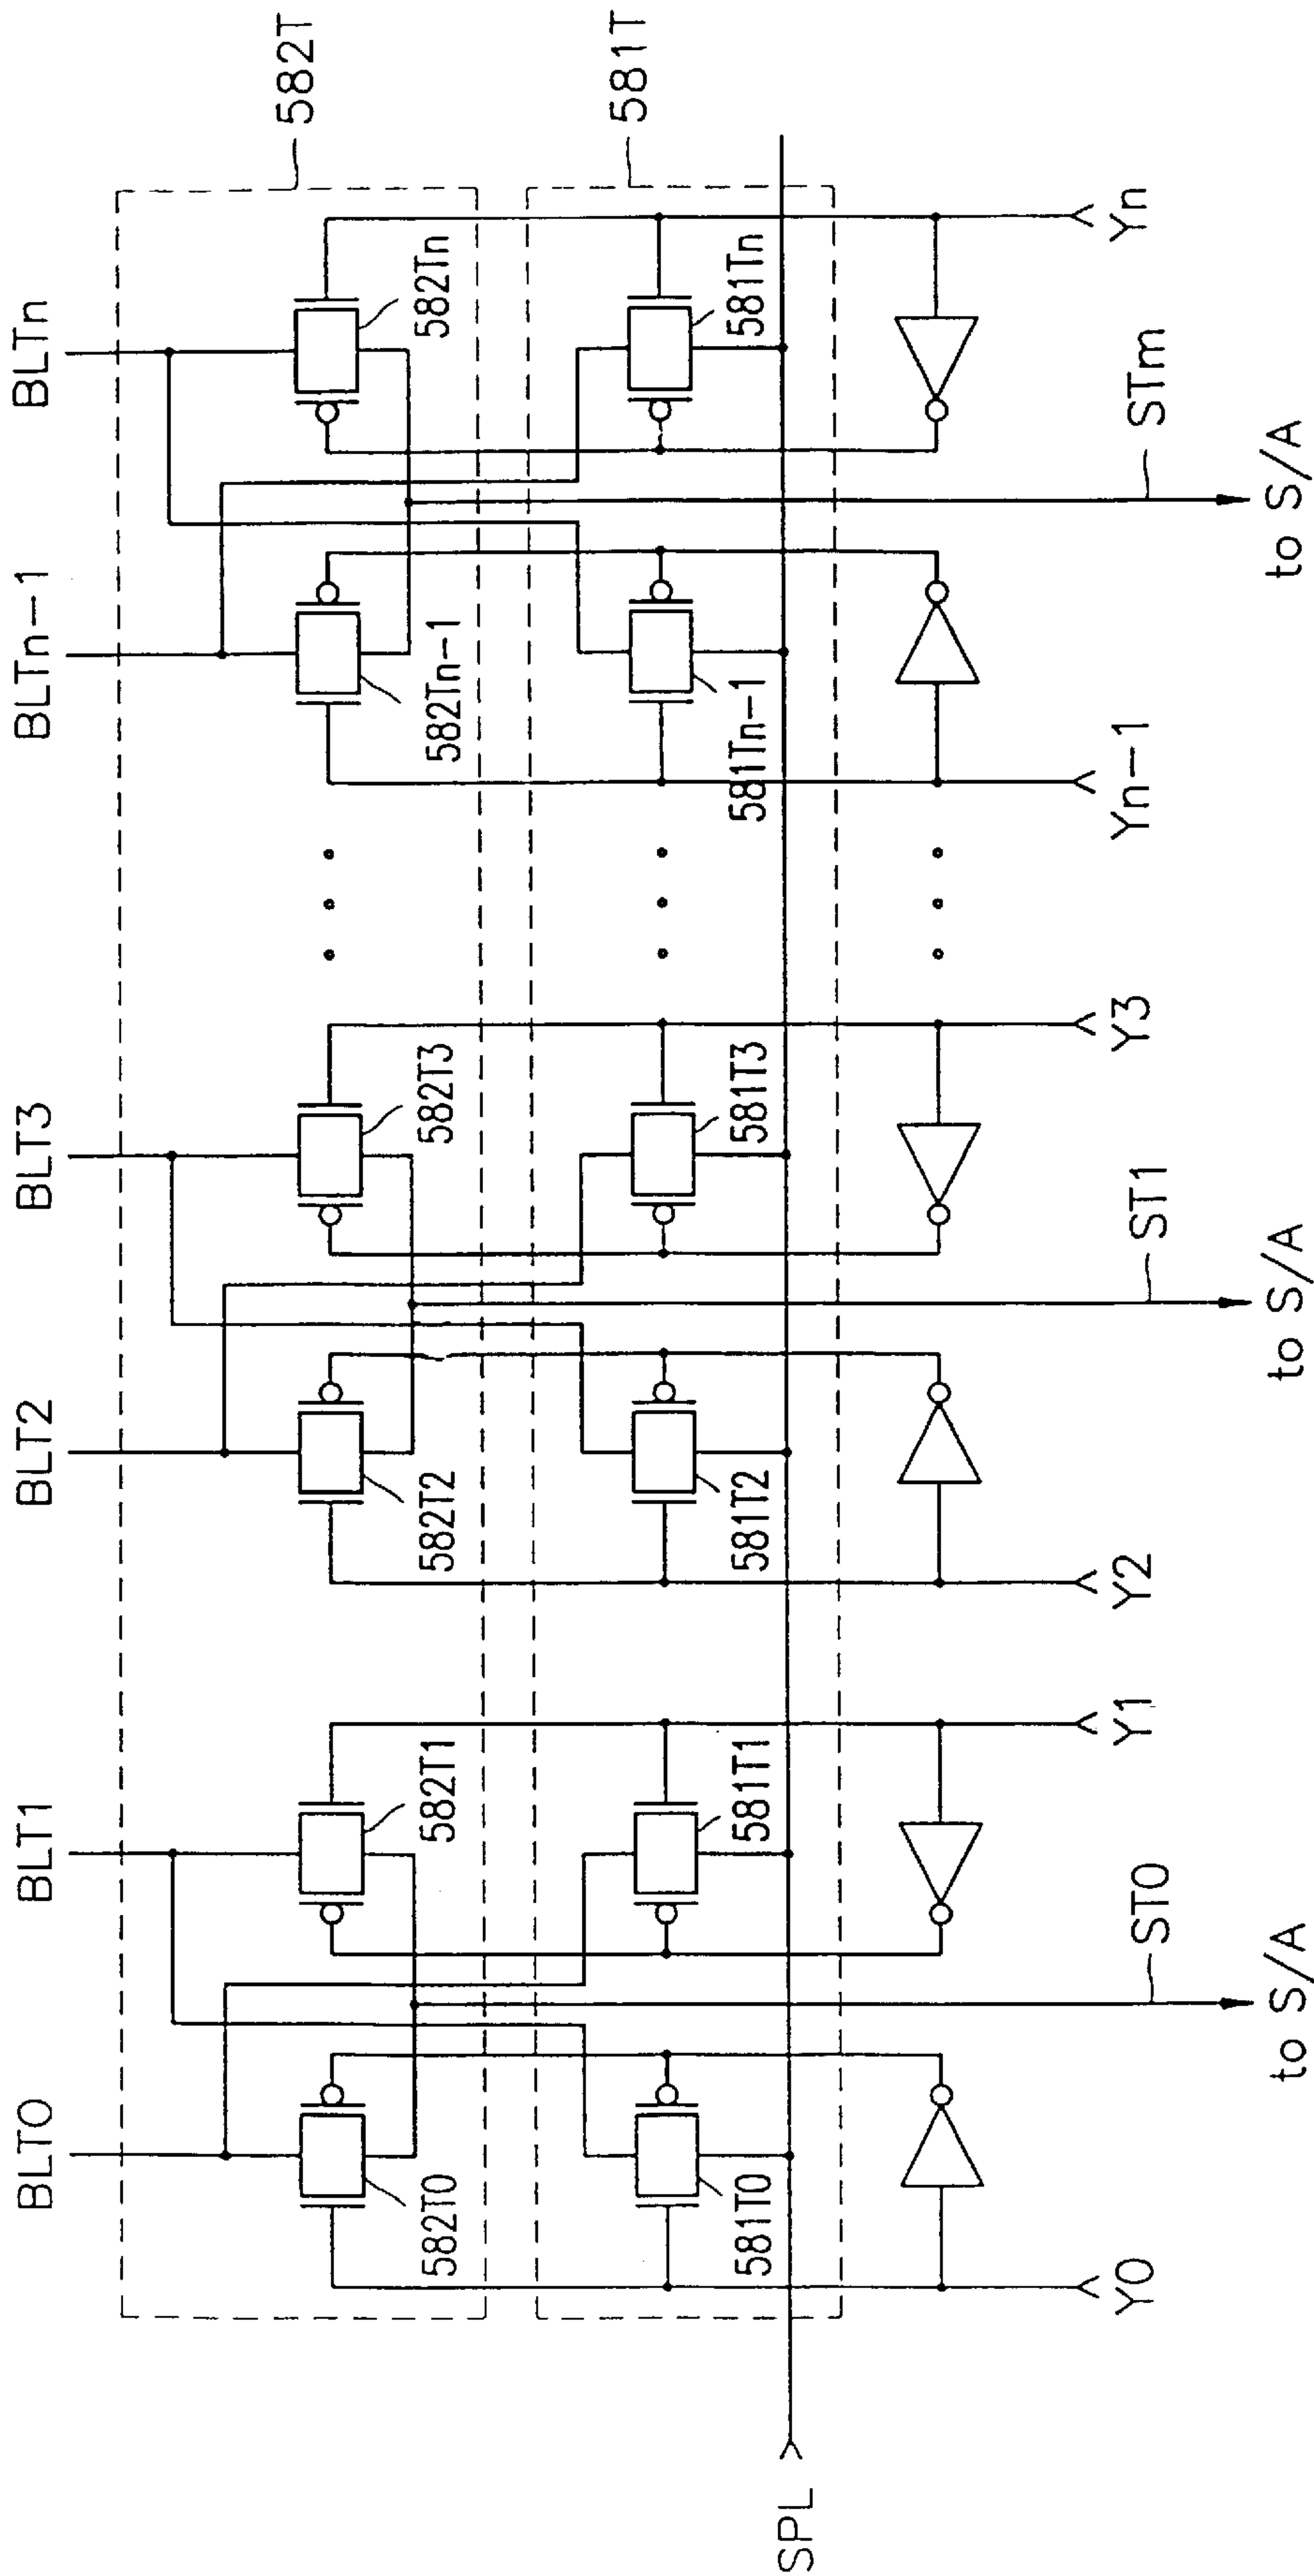 BLT0
BLT1
BLT2
BLT3
BLTn-1
BLTn
582T
582T0
582T1
582T2
582T3
582Tn-1
582Tn
581T
581T0
581T1
581T2
581T3
581Tn-1
581Tn
SPL
Y0
Y1
Y2
Y3
Yn-1
Yn
ST0
ST1
STm
to S/A
to S/A
to S/A